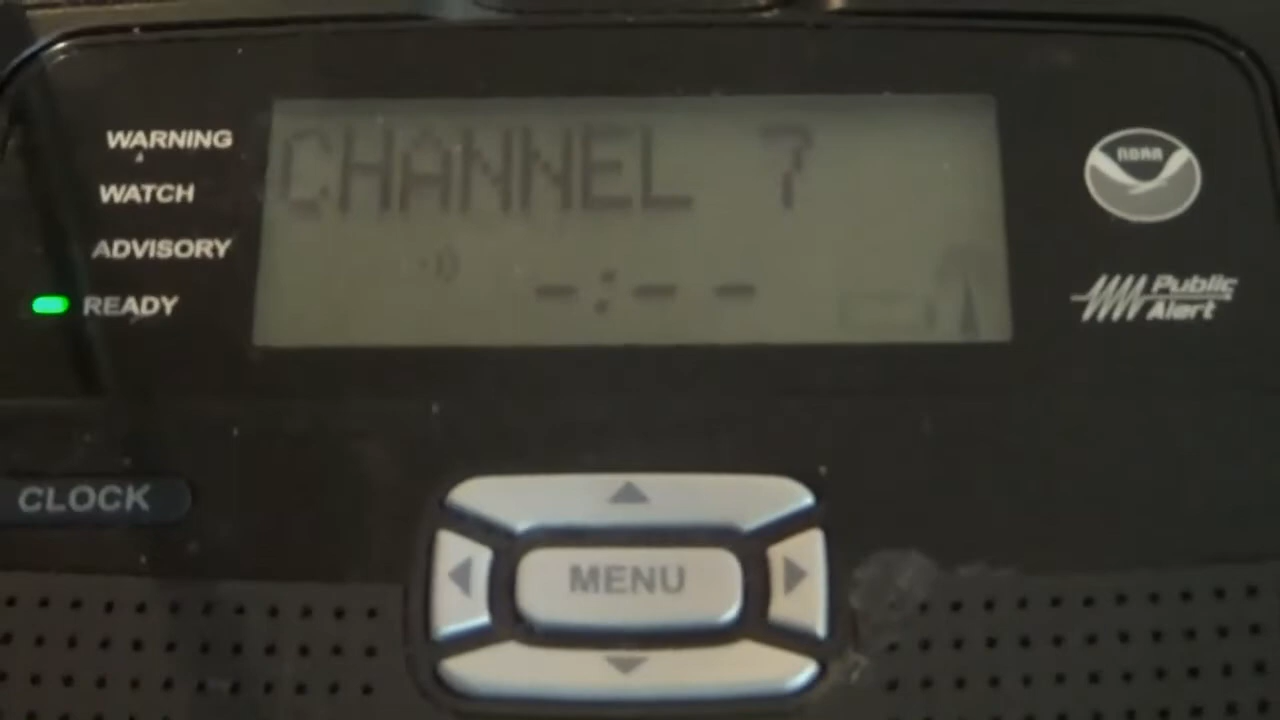 WARNING
WATCH
ADVISORY
READY
CHANNEL 7
-:--
NOAA
Public
Alert
CLOCK
MENU